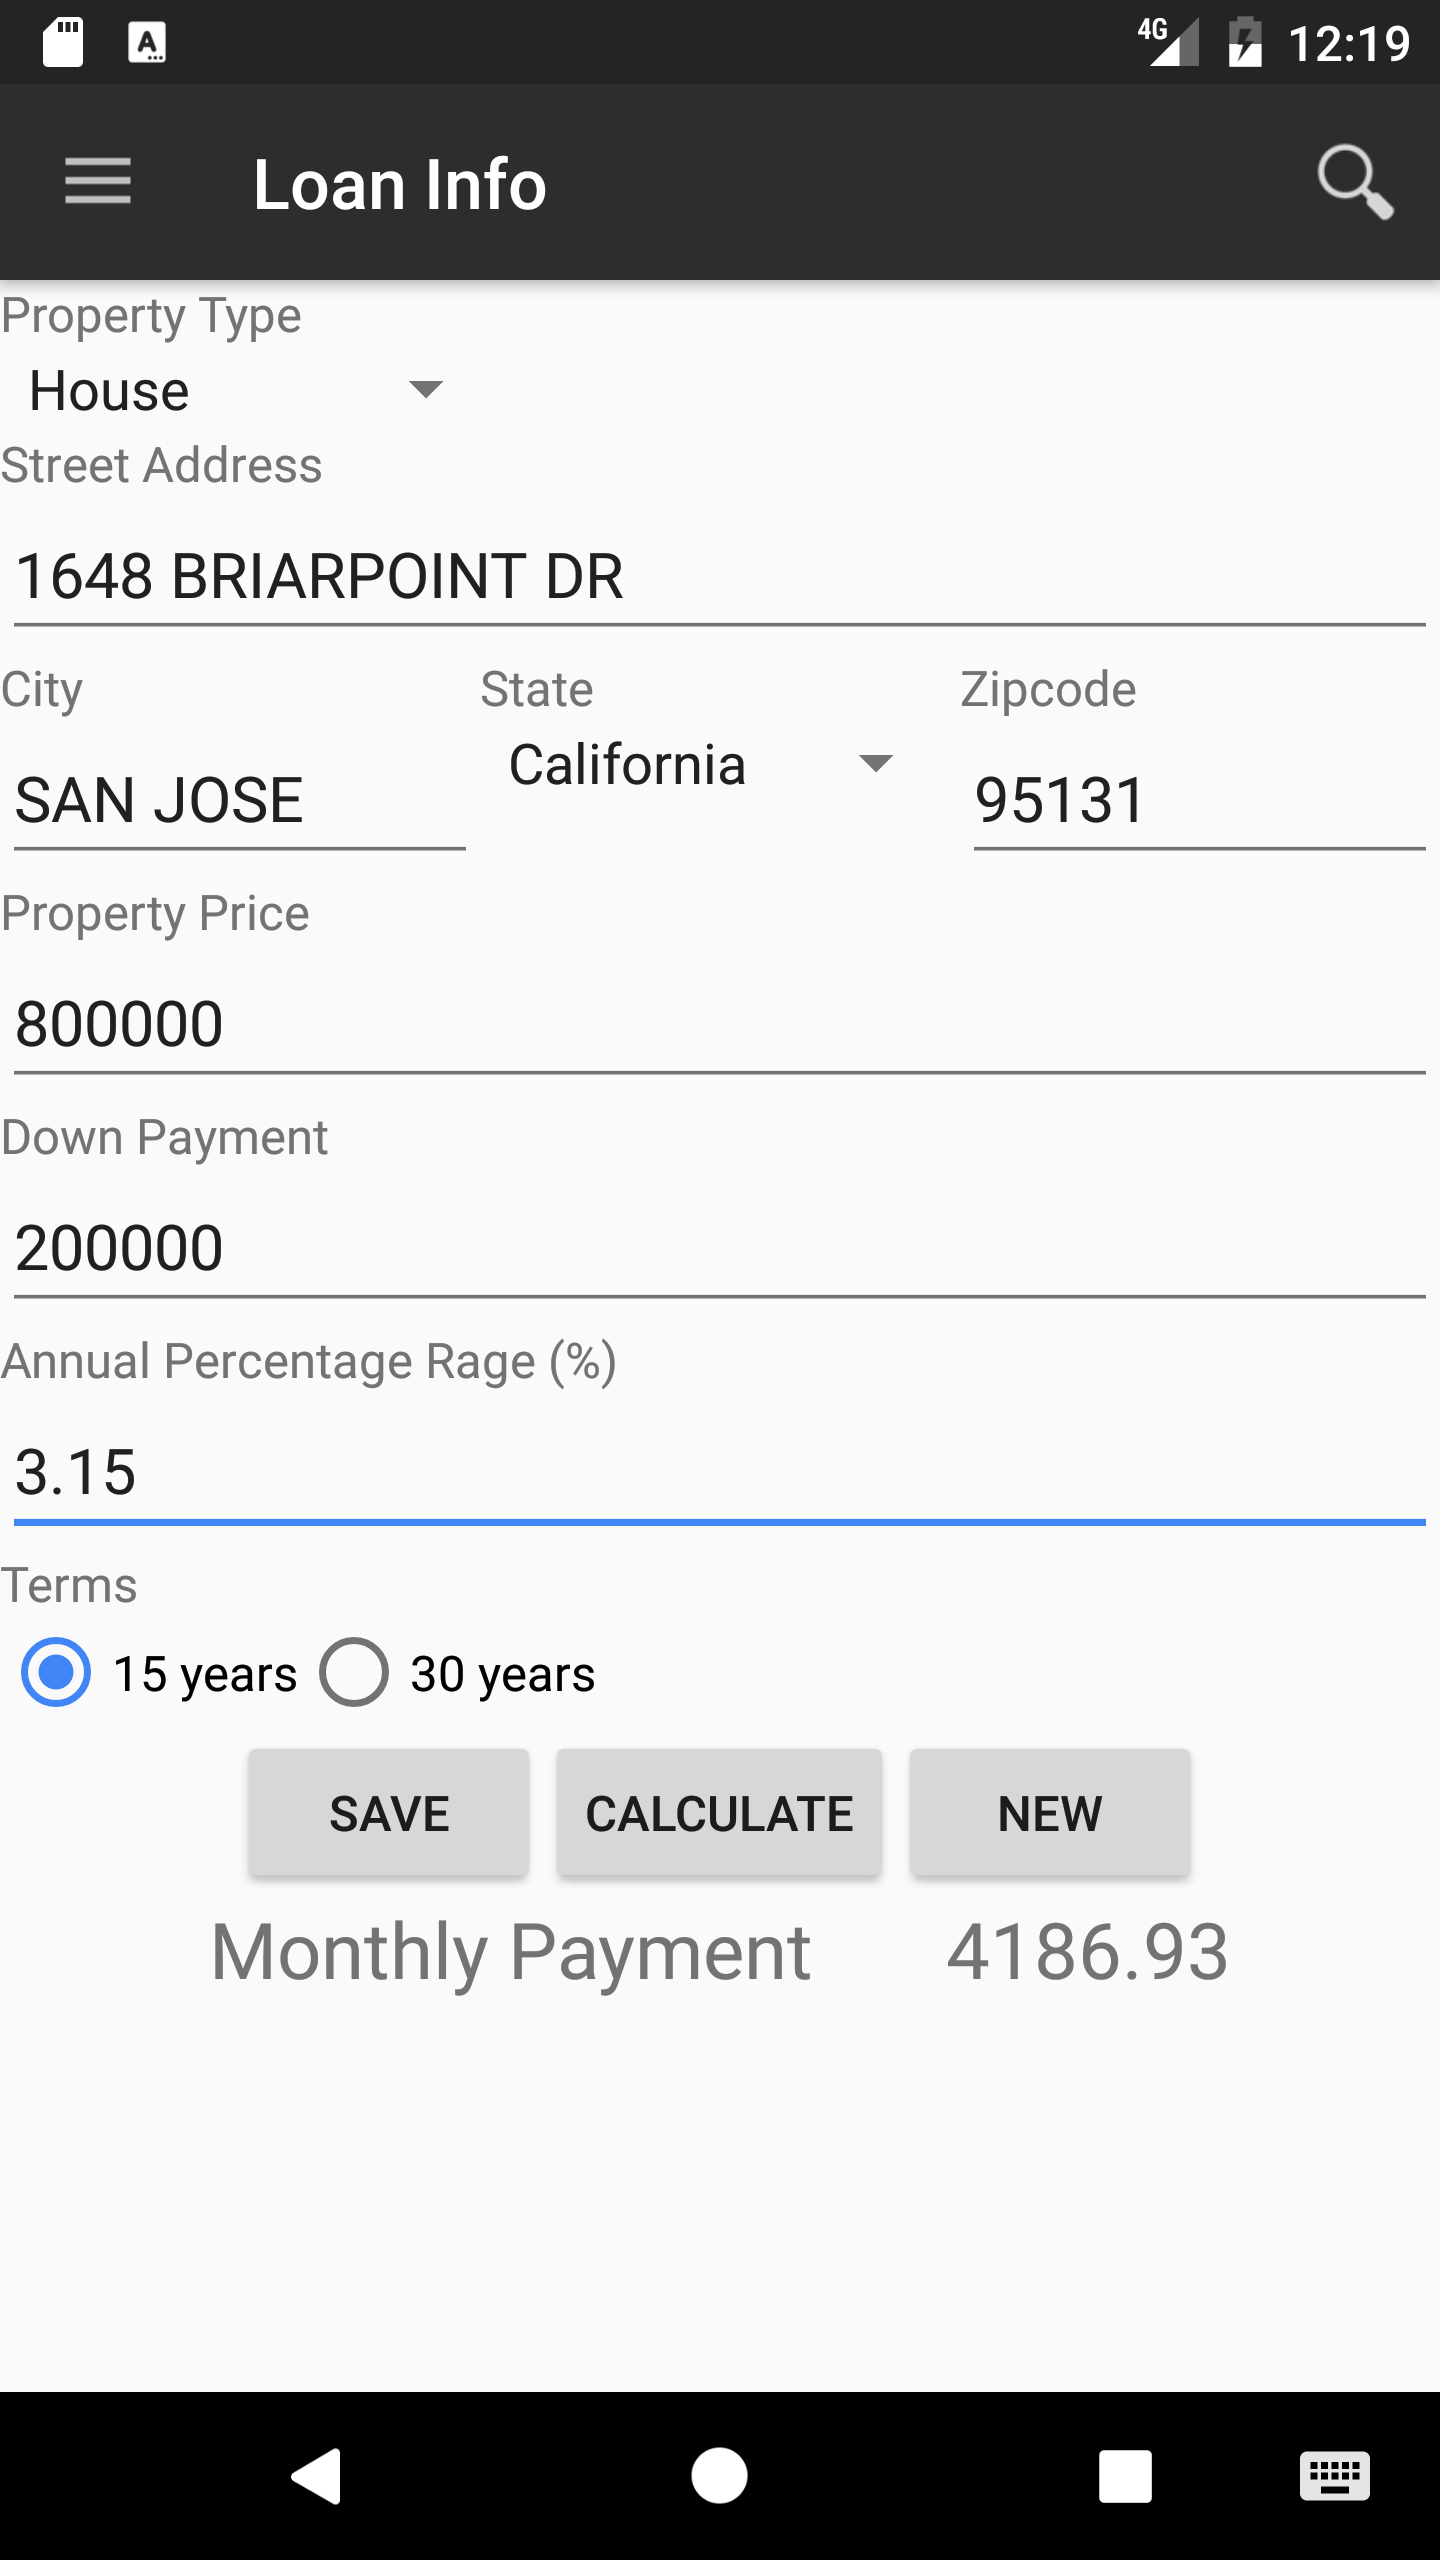 4G 12:19
Loan Info
Property Type
House
Street Address
1648 BRIARPOINT DR
City State Zipcode
SAN JOSE California 95131
Property Price
800000
Down Payment
200000
Annual Percentage Rage (%)
3.15
Terms
15 years 30 years
SAVE CALCULATE NEW
Monthly Payment 4186.93